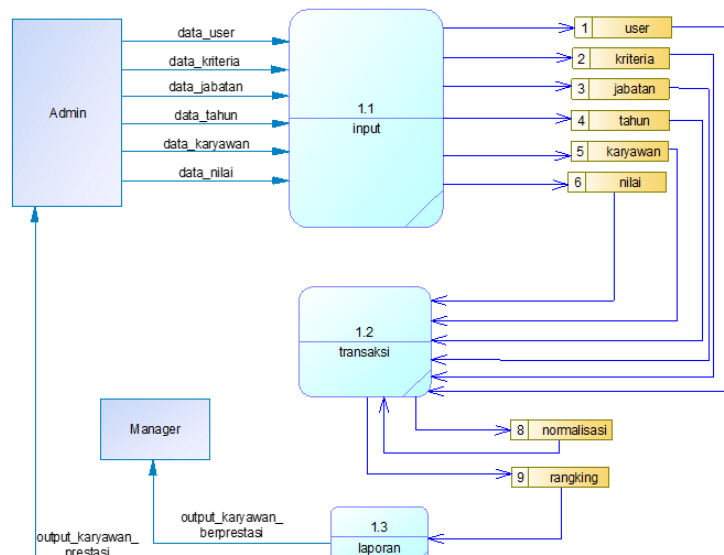 Admin
data_user
data_kriteria
data_jabatan
data_tahun
data_karyawan
data_nilai
1.1
input
1 user
2 kriteria
3 jabatan
4 tahun
5 karyawan
6 nilai
1.2
transaksi
Manager
8 normalisasi
9 rangking
output_karyawan_
berprestasi
1.3
laporan
output_karyawan_
prestasi